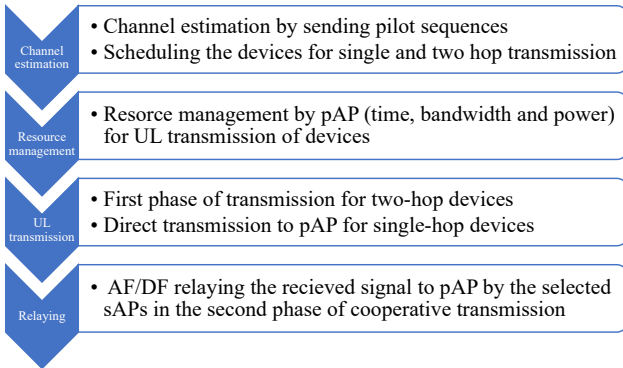 Channel
estimation
• Channel estimation by sending pilot sequences
• Scheduling the devices for single and two hop transmission
Resource
management
• Resorce management by pAP (time, bandwidth and power)
for UL transmission of devices
UL
transmission
• First phase of transmission for two-hop devices
• Direct transmission to pAP for single-hop devices
Relaying
• AF/DF relaying the recieved signal to pAP by the selected
sAPs in the second phase of cooperative transmission